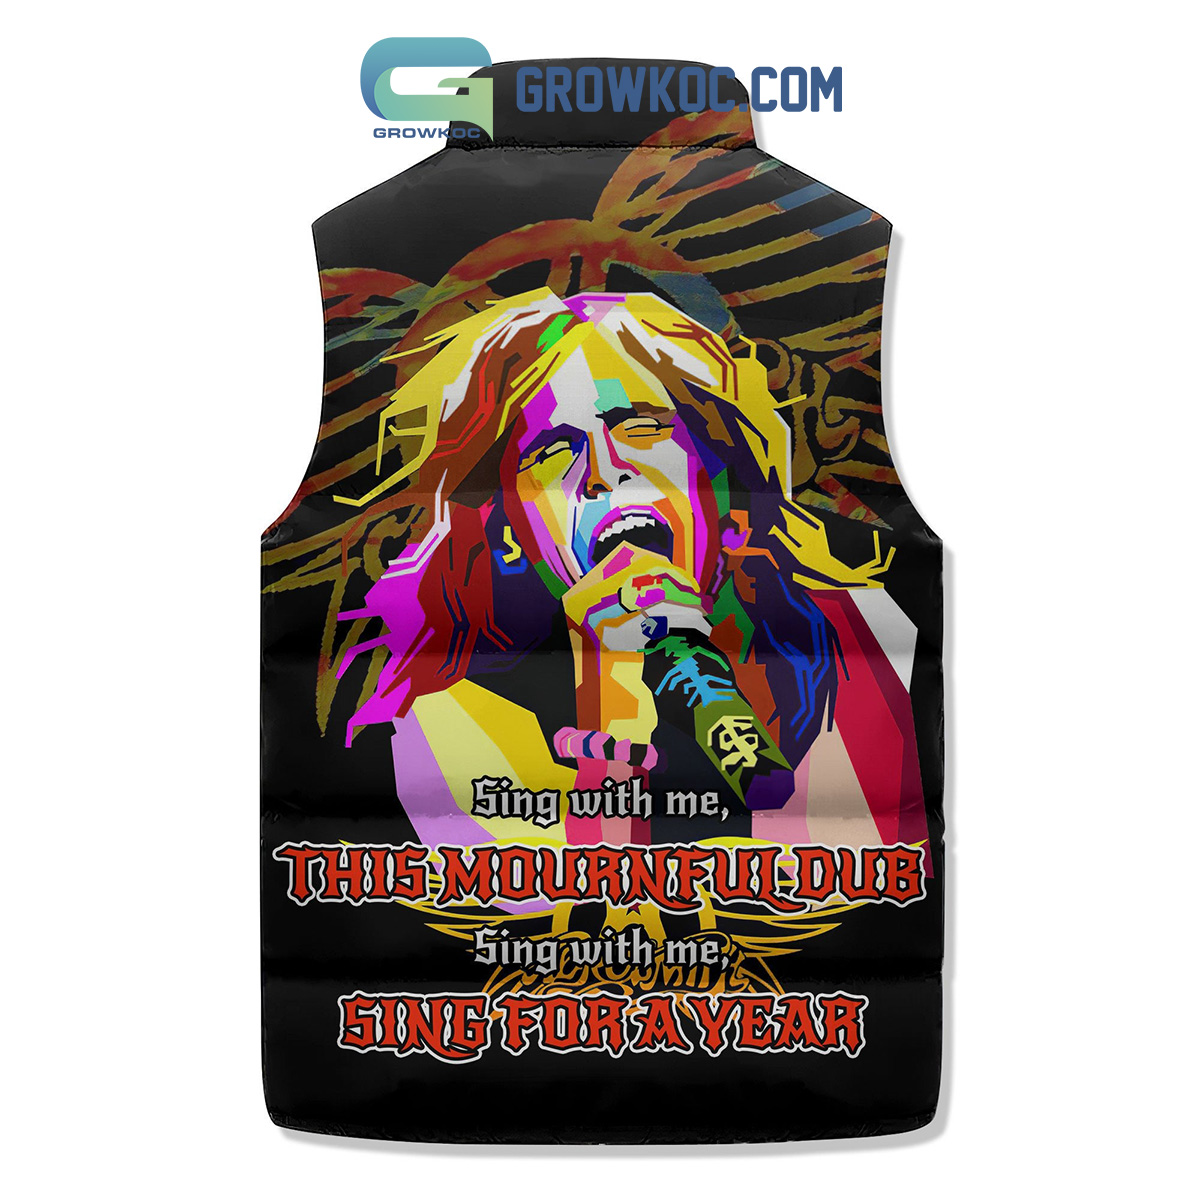 GROWKOC.COM
GROWKOC
Sing with me,
THIS MOURNFUL DUB
Sing with me,
SING FOR A YEAR